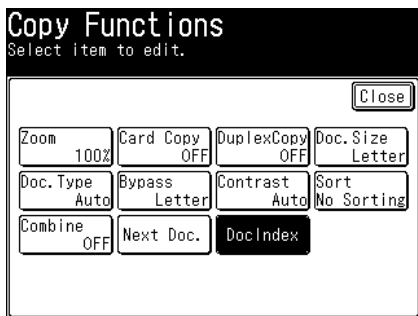 Copy Functions
Select item to edit.
Close
Zoom
100%
Card Copy
OFF
DuplexCopy
OFF
Doc.Size
Letter
Doc.Type
Auto
Bypass
Letter
Contrast
Auto
Sort
No Sorting
Combine
OFF
Next Doc.
DocIndex